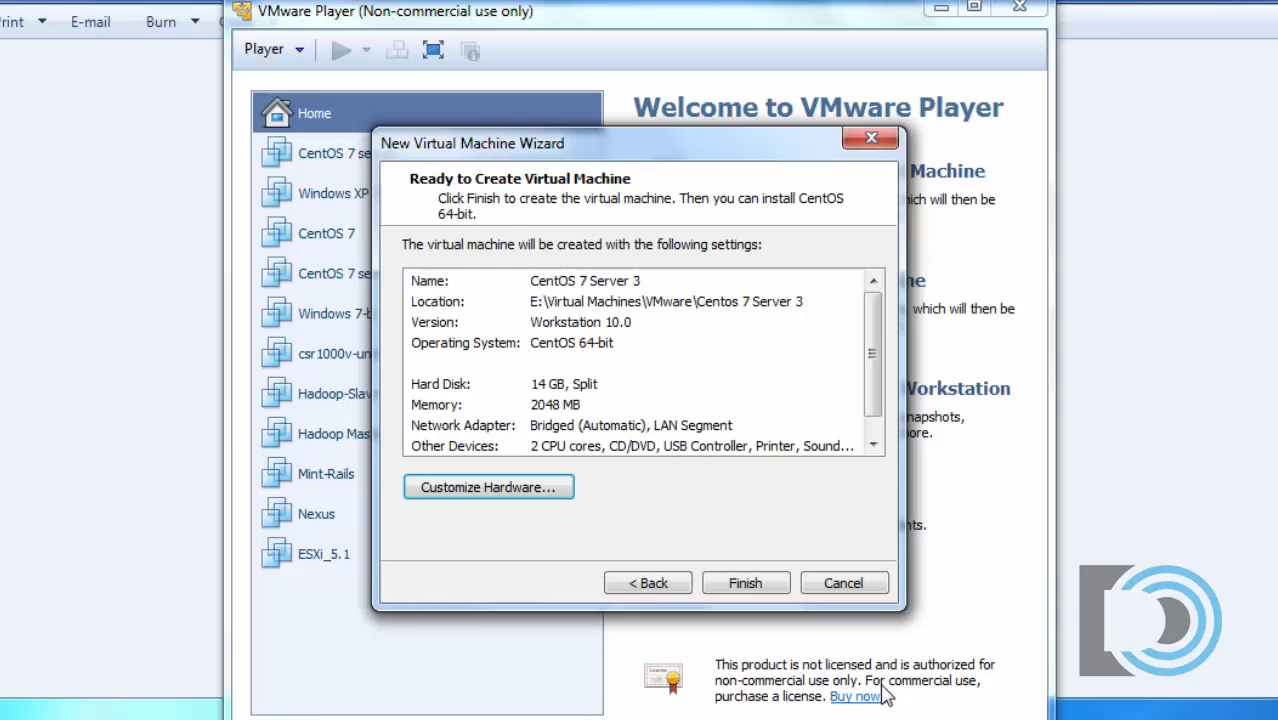 rint E-mail Burn
VMware Player (Non-commercial use only)
Player
Home
CentOS 7 se
Windows XP
CentOS 7
CentOS 7 se
Windows 7-b
csr1000v-un
Hadoop-Slav
Hadoop Mas
Mint-Rails
Nexus
ESXi_5.1
Welcome to VMware Player
Machine
which will then be
ne
which will then be
Workstation
napshots,
ore.
nts.
New Virtual Machine Wizard
Ready to Create Virtual Machine
Click Finish to create the virtual machine. Then you can install CentOS
64-bit.
The virtual machine will be created with the following settings:
Name: CentOS 7 Server 3
Location: E:\Virtual Machines\VMware\Centos 7 Server 3
Version: Workstation 10.0
Operating System: CentOS 64-bit
Hard Disk: 14 GB, Split
Memory: 2048 MB
Network Adapter: Bridged (Automatic), LAN Segment
Other Devices: 2 CPU cores, CD/DVD, USB Controller, Printer, Sound...
Customize Hardware...
< Back Finish Cancel
This product is not licensed and is authorized for
non-commercial use only. For commercial use,
purchase a license. Buy now